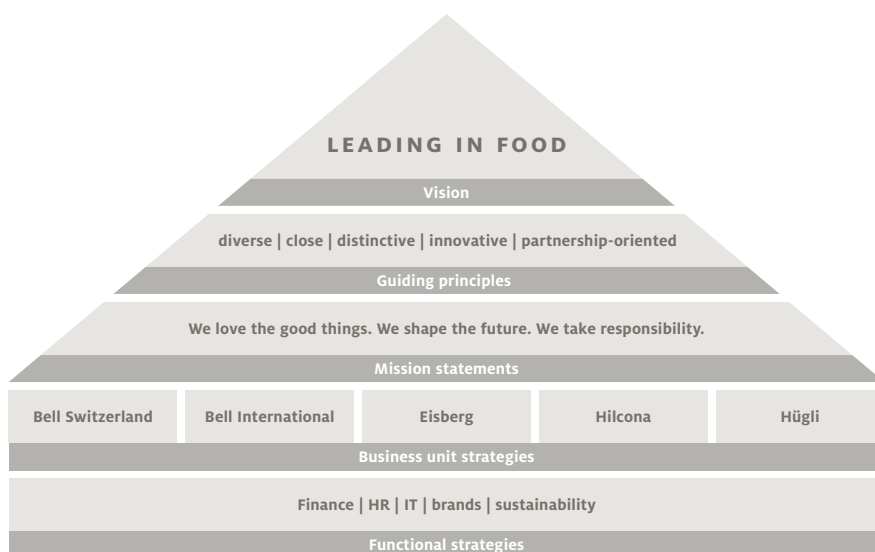 LEADING IN FOOD
Vision
diverse | close | distinctive | innovative | partnership-oriented
Guiding principles
We love the good things. We shape the future. We take responsibility.
Mission statements
Bell Switzerland
Bell International
Eisberg
Hilcona
Hügli
Business unit strategies
Finance | HR | IT | brands | sustainability
Functional strategies